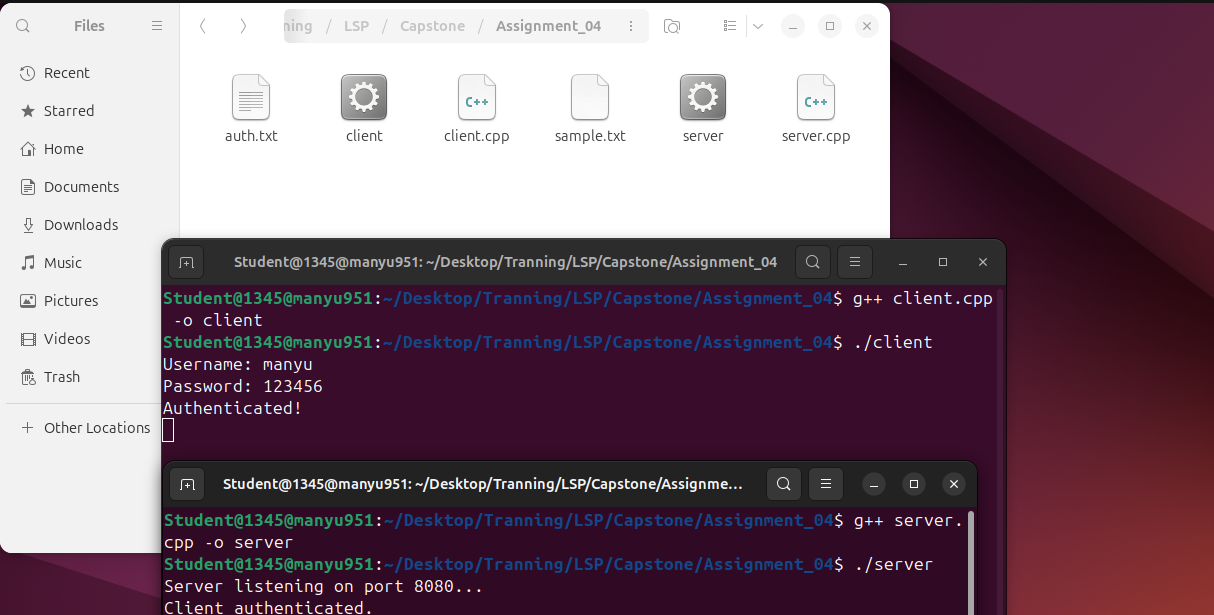 Files
ning / LSP / Capstone / Assignment_04
Recent
Starred
Home
Documents
Downloads
Music
Pictures
Videos
Trash
Other Locations
auth.txt
client
C++
client.cpp
sample.txt
server
C++
server.cpp
Student@1345@manyu951: ~/Desktop/Tranning/LSP/Capstone/Assignment_04
Student@1345@manyu951:~/Desktop/Tranning/LSP/Capstone/Assignment_04$ g++ client.cpp
-o client
Student@1345@manyu951:~/Desktop/Tranning/LSP/Capstone/Assignment_04$ ./client
Username: manyu
Password: 123456
Authenticated!
Student@1345@manyu951: ~/Desktop/Tranning/LSP/Capstone/Assignme...
Student@1345@manyu951:~/Desktop/Tranning/LSP/Capstone/Assignment_04$ g++ server.
cpp -o server
Student@1345@manyu951:~/Desktop/Tranning/LSP/Capstone/Assignment_04$ ./server
Server listening on port 8080...
Client authenticated.